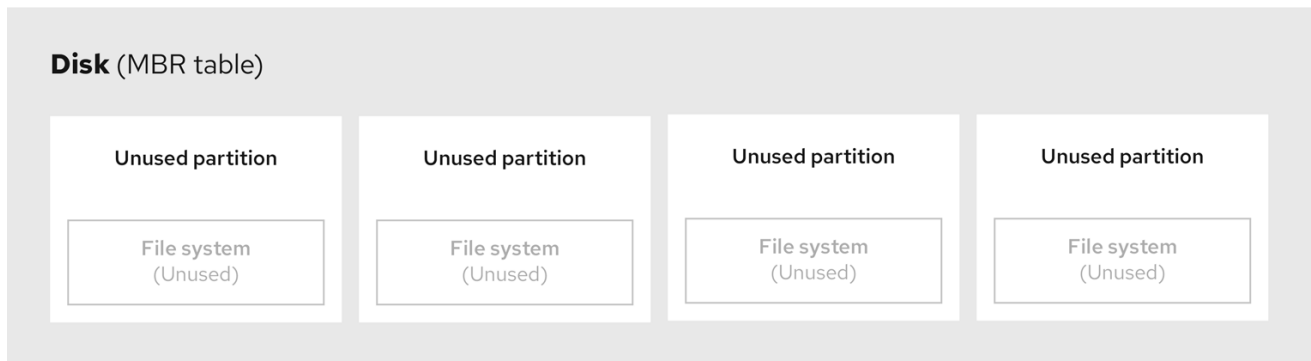 Disk (MBR table)
Unused partition
Unused partition
Unused partition
Unused partition
File system
(Unused)
File system
(Unused)
File system
(Unused)
File system
(Unused)